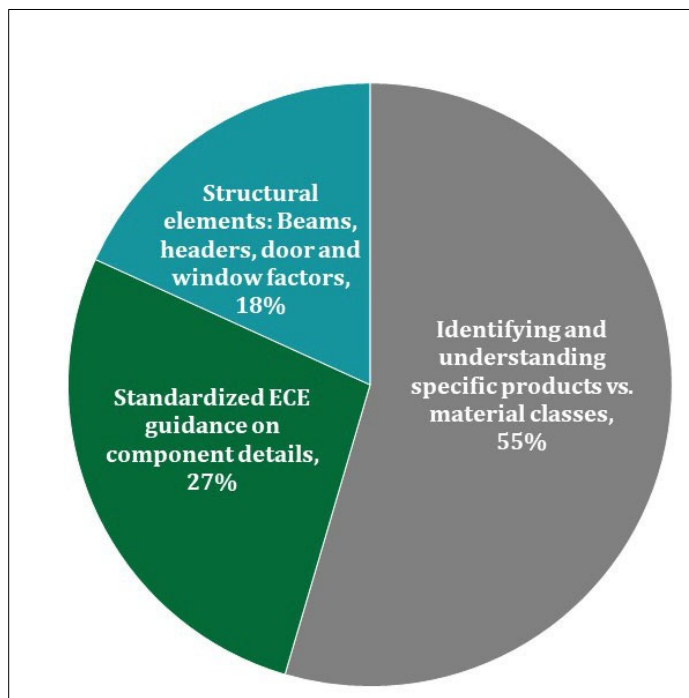 Structural
elements: Beams,
headers, door and
window factors,
18%
Identifying and
understanding
specific products vs.
material classes,
55%
Standardized ECE
guidance on
component details,
27%